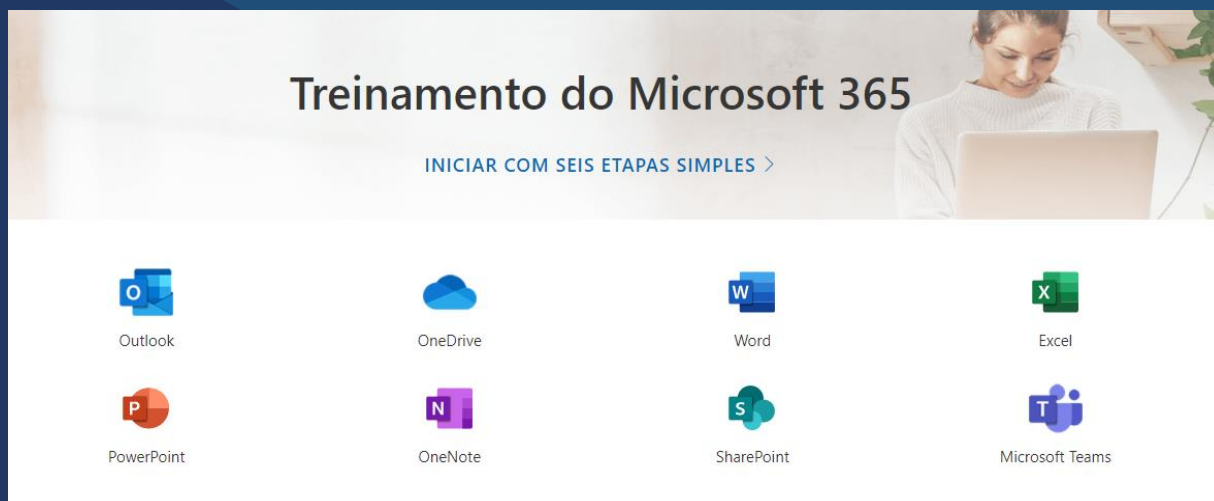 Treinamento do Microsoft 365
INICIAR COM SEIS ETAPAS SIMPLES >
O
W
X
Outlook
OneDrive
Word
Excel
P
N
S
T
PowerPoint
OneNote
SharePoint
Microsoft Teams